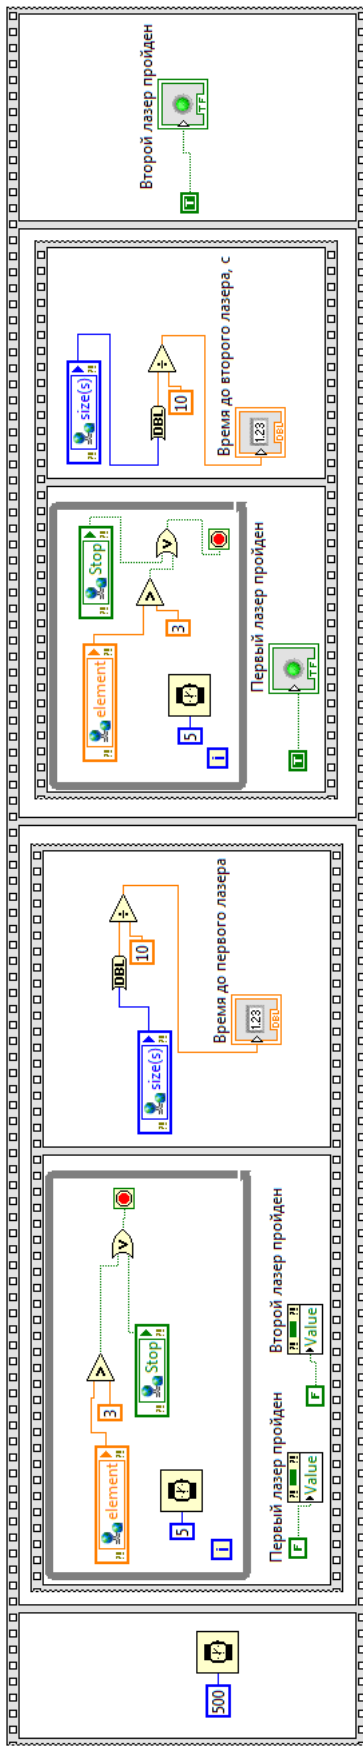 500
element
3
Stop
v
5
i
Первый лазер пройден
F
Value
Второй лазер пройден
F
Value
size(s)
DBL
10
Время до первого лазера
1.23
DBL
element
3
Stop
v
5
i
Первый лазер пройден
T
TF
size(s)
DBL
10
Время до второго лазера, с
1.23
DBL
Второй лазер пройден
T
TF